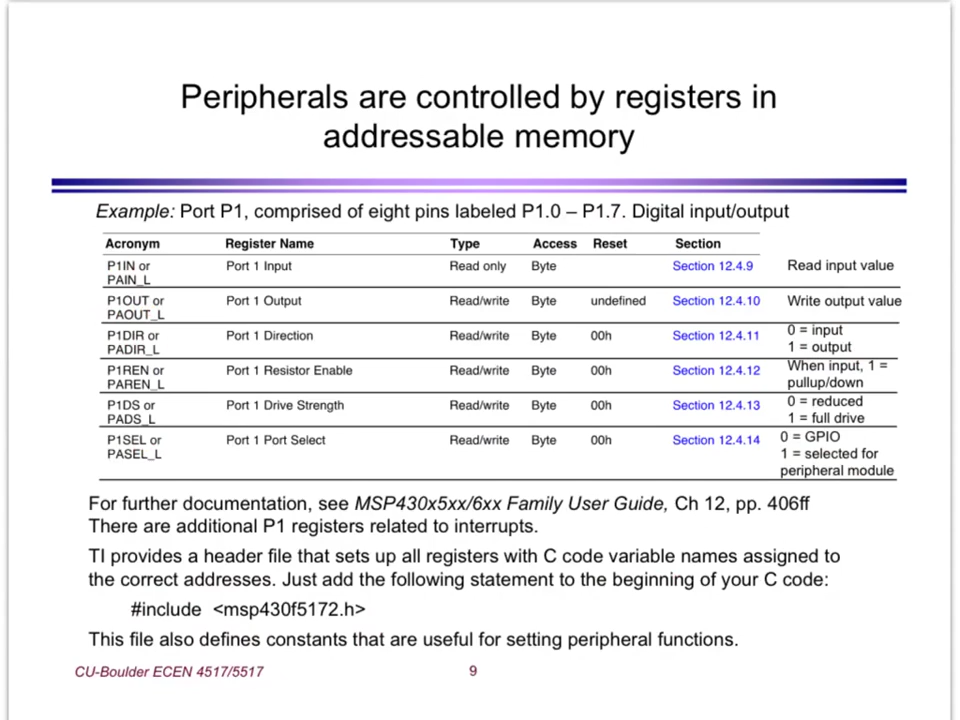 Peripherals are controlled by registers in
addressable memory
Example: Port P1, comprised of eight pins labeled P1.0 – P1.7. Digital input/output
Acronym Register Name Type Access Reset Section
P1IN or Port 1 Input Read only Byte Section 12.4.9 Read input value
PAIN_L
P1OUT or Port 1 Output Read/write Byte undefined Section 12.4.10 Write output value
PAOUT_L
P1DIR or Port 1 Direction Read/write Byte 00h Section 12.4.11 0 = input
PADIR_L 1 = output
P1REN or Port 1 Resistor Enable Read/write Byte 00h Section 12.4.12 When input, 1 =
PAREN_L pullup/down
P1DS or Port 1 Drive Strength Read/write Byte 00h Section 12.4.13 0 = reduced
PADS_L 1 = full drive
P1SEL or Port 1 Port Select Read/write Byte 00h Section 12.4.14 0 = GPIO
PASEL_L 1 = selected for
peripheral module
For further documentation, see MSP430x5xx/6xx Family User Guide, Ch 12, pp. 406ff
There are additional P1 registers related to interrupts.
TI provides a header file that sets up all registers with C code variable names assigned to
the correct addresses. Just add the following statement to the beginning of your C code:
#include <msp430f5172.h>
This file also defines constants that are useful for setting peripheral functions.
CU-Boulder ECEN 4517/5517 9